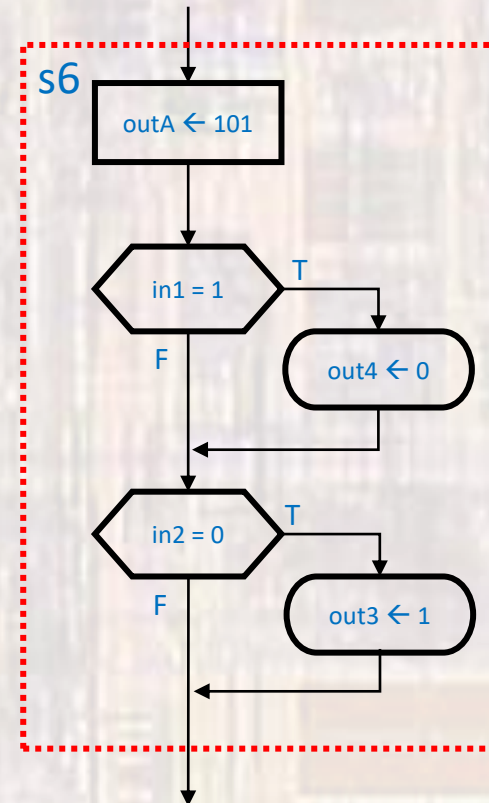 s6
outA ← 101
in1 = 1
T
F
out4 ← 0
in2 = 0
T
F
out3 ← 1